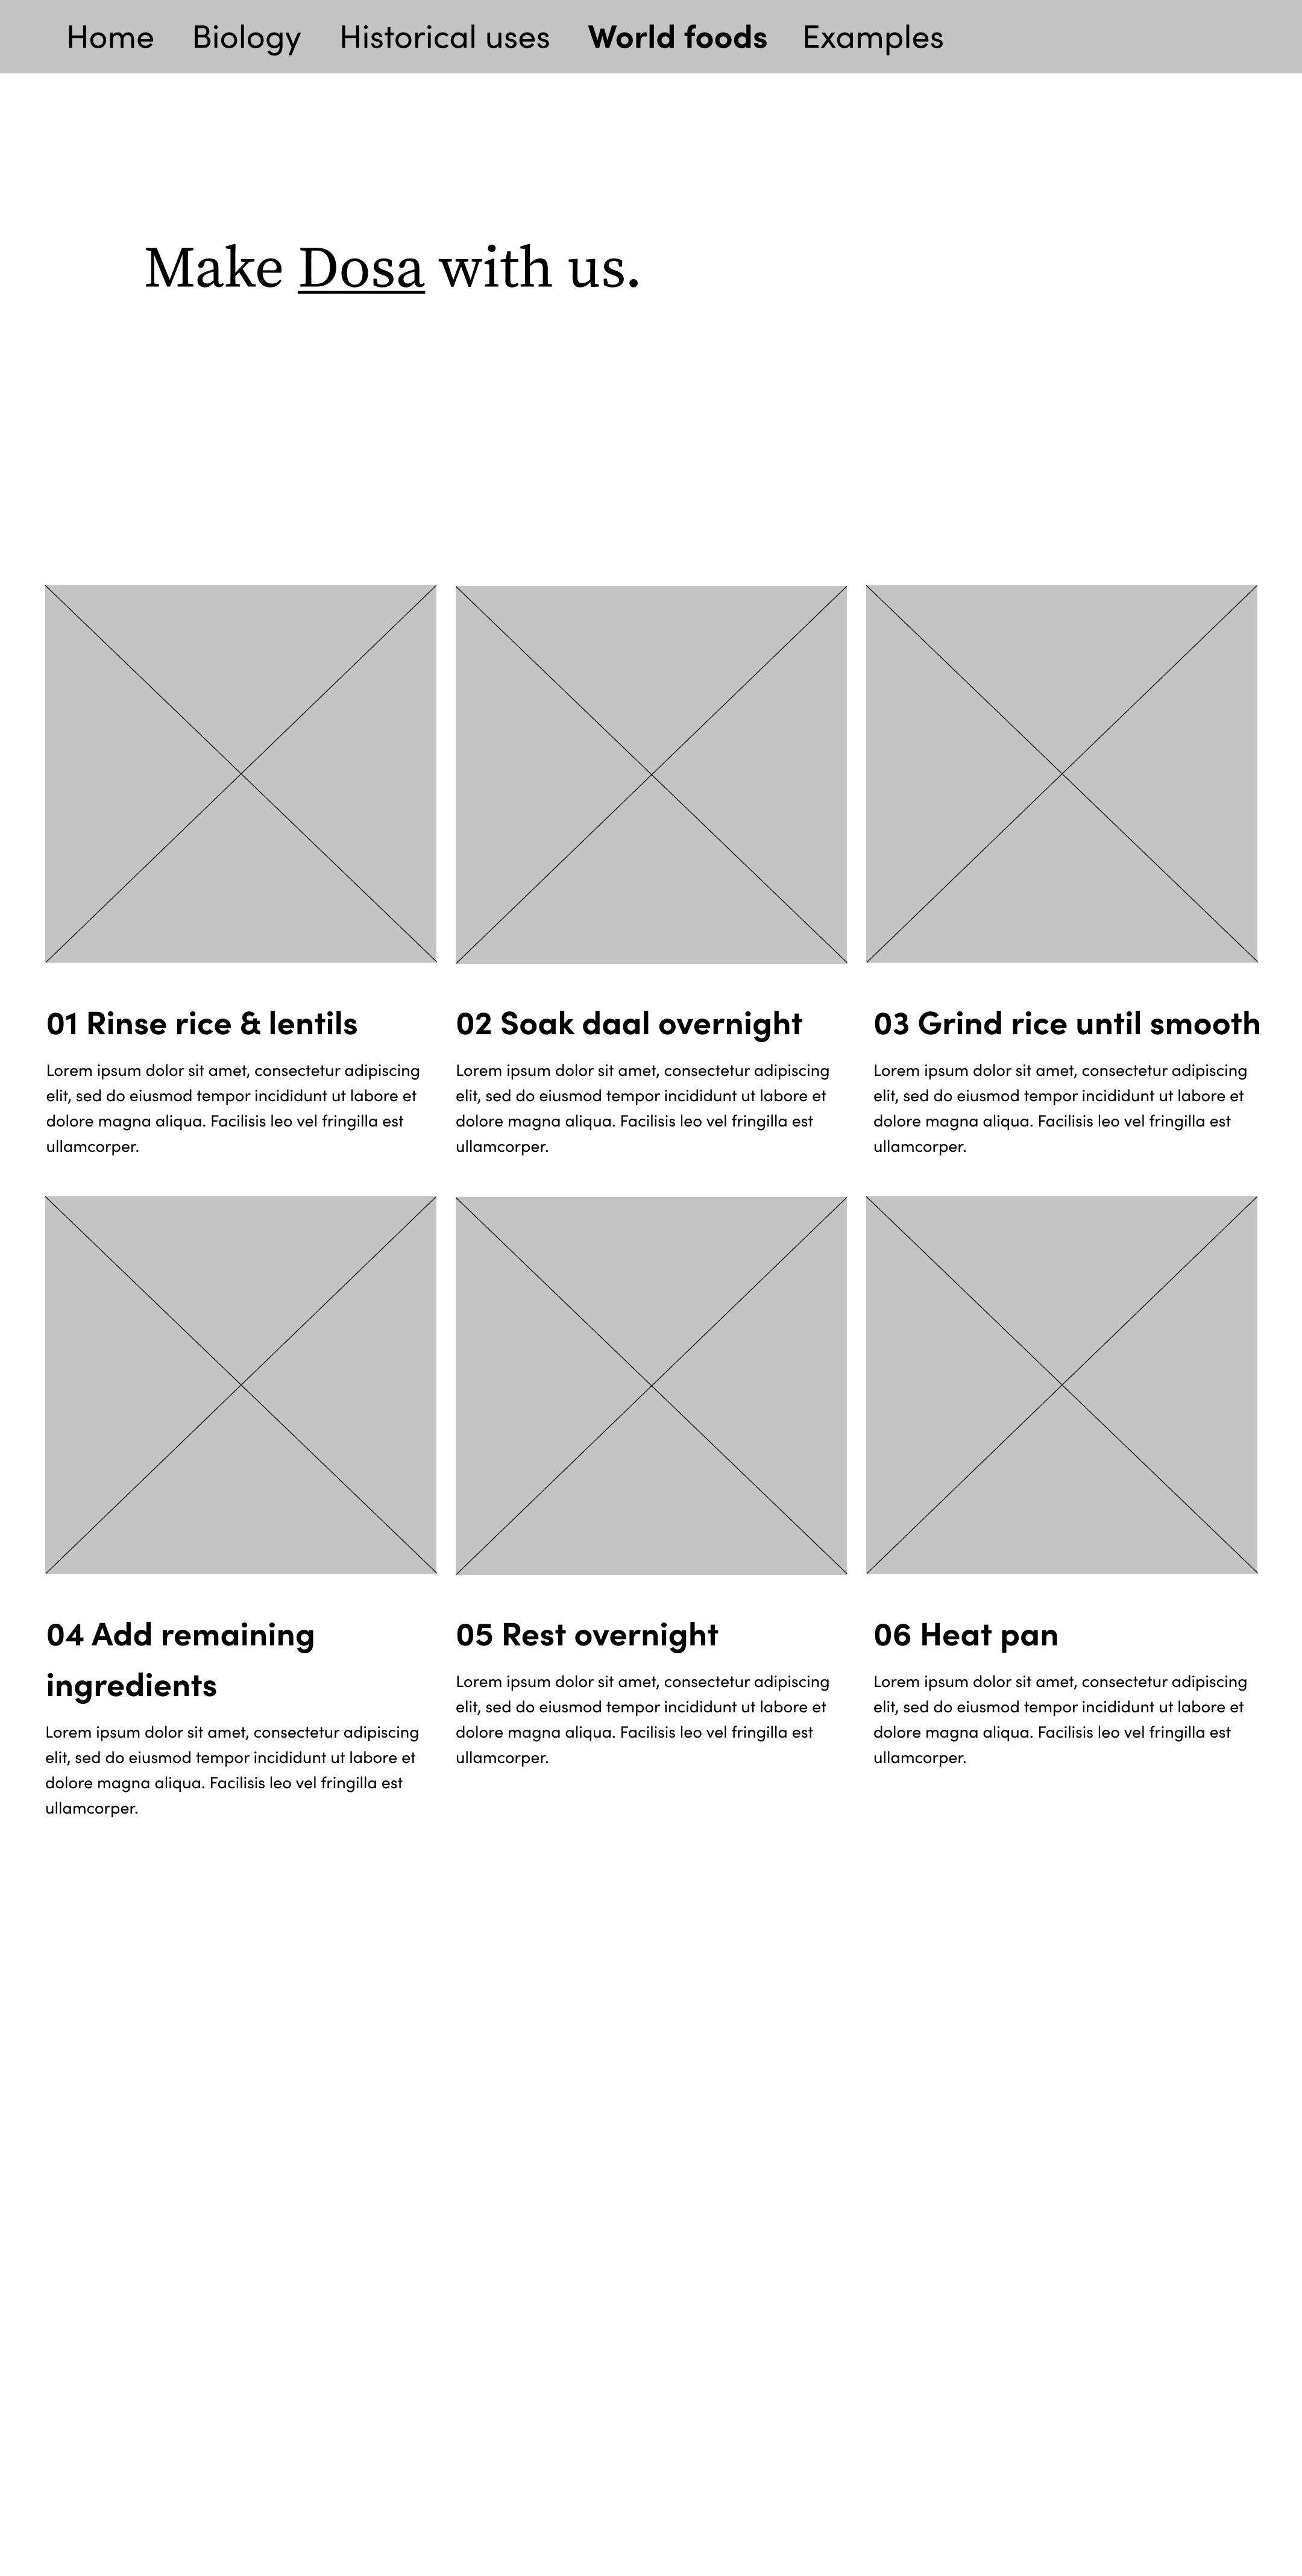 Home Biology Historical uses World foods Examples
Make Dosa with us.
01 Rinse rice & lentils
Lorem ipsum dolor sit amet, consectetur adipiscing
elit, sed do eiusmod tempor incididunt ut labore et
dolore magna aliqua. Facilisis leo vel fringilla est
ullamcorper.
02 Soak daal overnight
Lorem ipsum dolor sit amet, consectetur adipiscing
elit, sed do eiusmod tempor incididunt ut labore et
dolore magna aliqua. Facilisis leo vel fringilla est
ullamcorper.
03 Grind rice until smooth
Lorem ipsum dolor sit amet, consectetur adipiscing
elit, sed do eiusmod tempor incididunt ut labore et
dolore magna aliqua. Facilisis leo vel fringilla est
ullamcorper.
04 Add remaining
ingredients
Lorem ipsum dolor sit amet, consectetur adipiscing
elit, sed do eiusmod tempor incididunt ut labore et
dolore magna aliqua. Facilisis leo vel fringilla est
ullamcorper.
05 Rest overnight
Lorem ipsum dolor sit amet, consectetur adipiscing
elit, sed do eiusmod tempor incididunt ut labore et
dolore magna aliqua. Facilisis leo vel fringilla est
ullamcorper.
06 Heat pan
Lorem ipsum dolor sit amet, consectetur adipiscing
elit, sed do eiusmod tempor incididunt ut labore et
dolore magna aliqua. Facilisis leo vel fringilla est
ullamcorper.